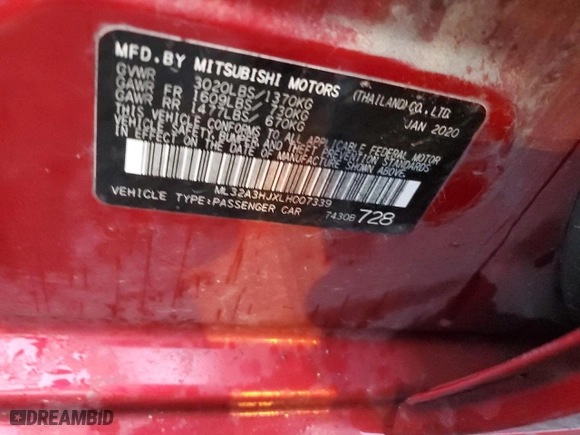 MFD.BY MITSUBISHI MOTORS (THAILAND) CO.,LTD.
GVWR 3020LBS/1370KG JAN 2020
GAWR FR 1609LBS/730KG
GAWR RR 1477LBS/670KG
THIS VEHICLE CONFORMS TO ALL APPLICABLE FEDERAL MOTOR
VEHICLE SAFETY, BUMPER AND THEFT PREVENTION STANDARDS
IN EFFECT ON THE DATE OF MANUFACTURE SHOWN ABOVE.
ML32A3HJXLH007339
VEHICLE TYPE:PASSENGER CAR 7430B 728
DREAMBID